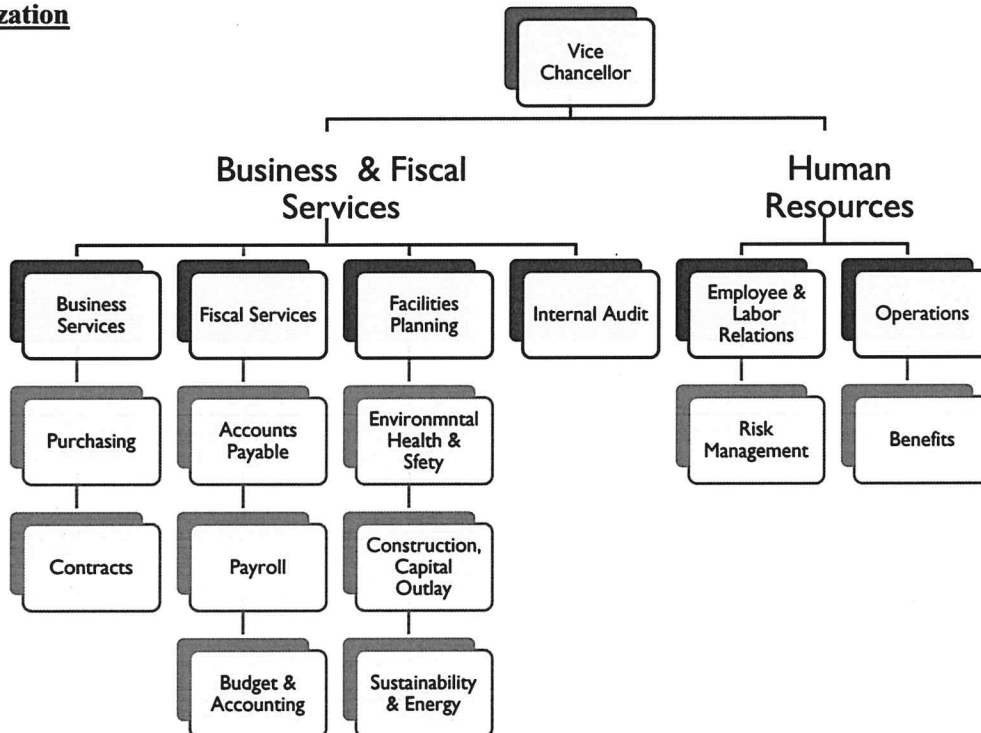 zation
Vice
Chancellor
Business & Fiscal
Services
Human
Resources
Business
Services
Fiscal Services
Facilities
Planning
Internal Audit
Employee &
Labor
Relations
Operations
Purchasing
Accounts
Payable
Environmntal
Health &
Sfety
Risk
Management
Benefits
Contracts
Payroll
Construction,
Capital
Outlay
Budget &
Accounting
Sustainability
& Energy